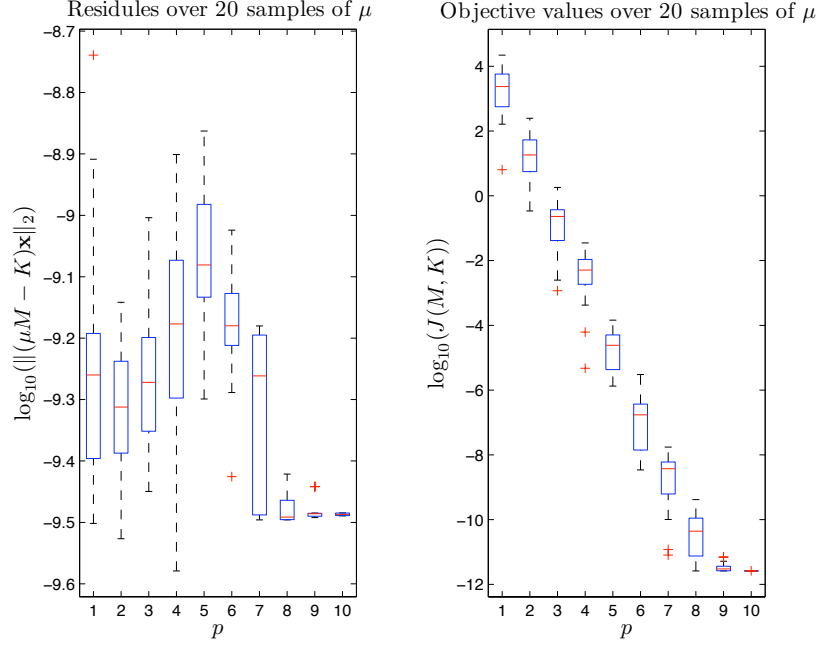 Residules over 20 samples of μ
Objective values over 20 samples of μ
-8.7
-8.8
-8.9
-9
-9.1
-9.2
-9.3
-9.4
-9.5
-9.6
log₁₀(‖(μM − K)x‖₂)
1 2 3 4 5 6 7 8 9 10
p
4
2
0
-2
-4
-6
-8
-10
-12
log₁₀(J(M, K))
1 2 3 4 5 6 7 8 9 10
p